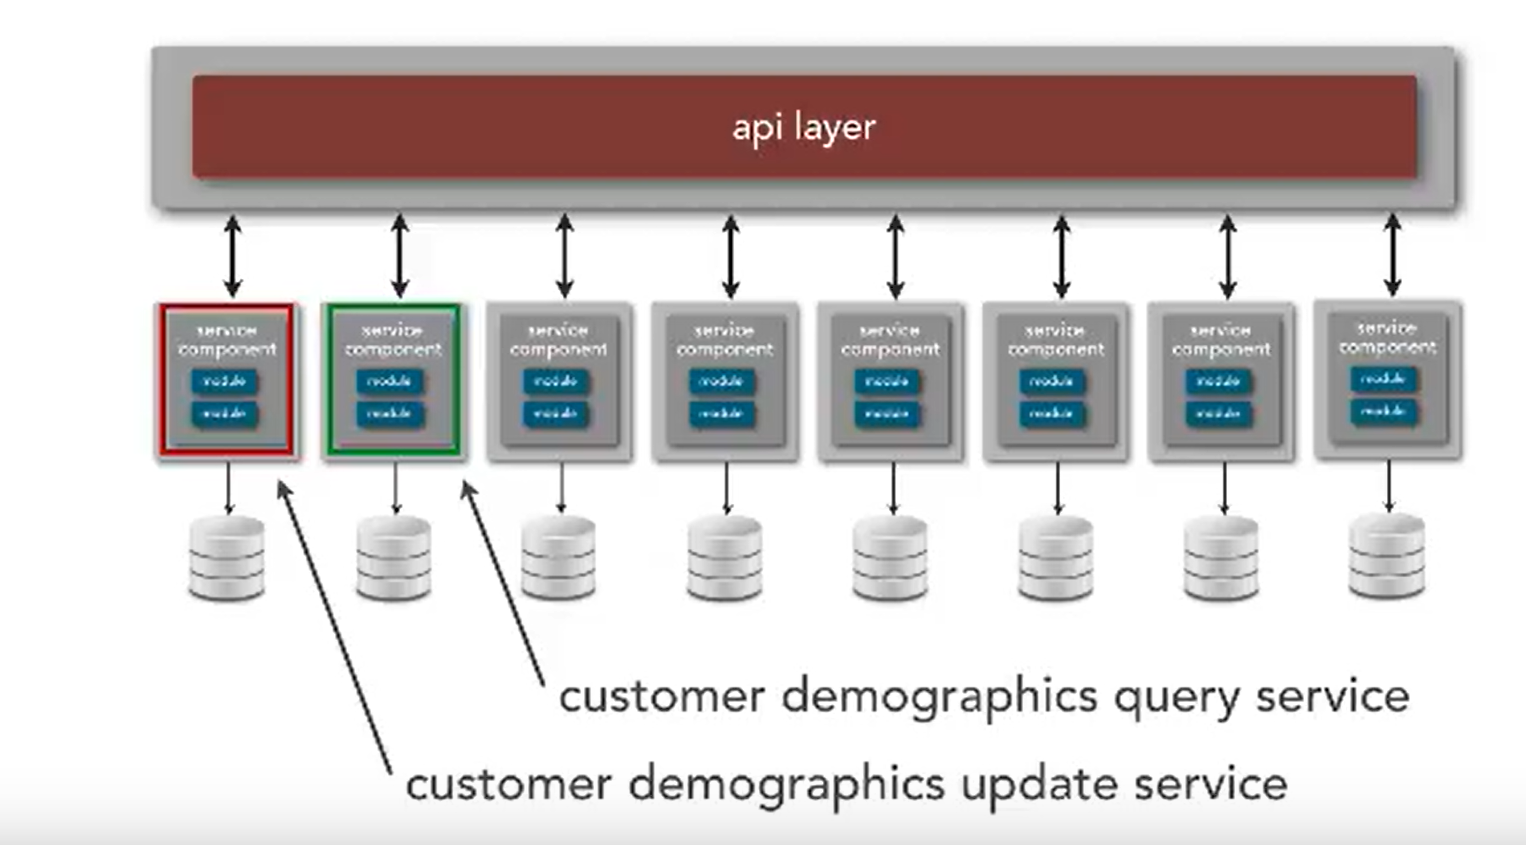 api layer
service
component
module
module
service
component
module
module
service
component
module
module
service
component
module
module
service
component
module
module
service
component
module
module
service
component
module
module
service
component
module
module
customer demographics query service
customer demographics update service